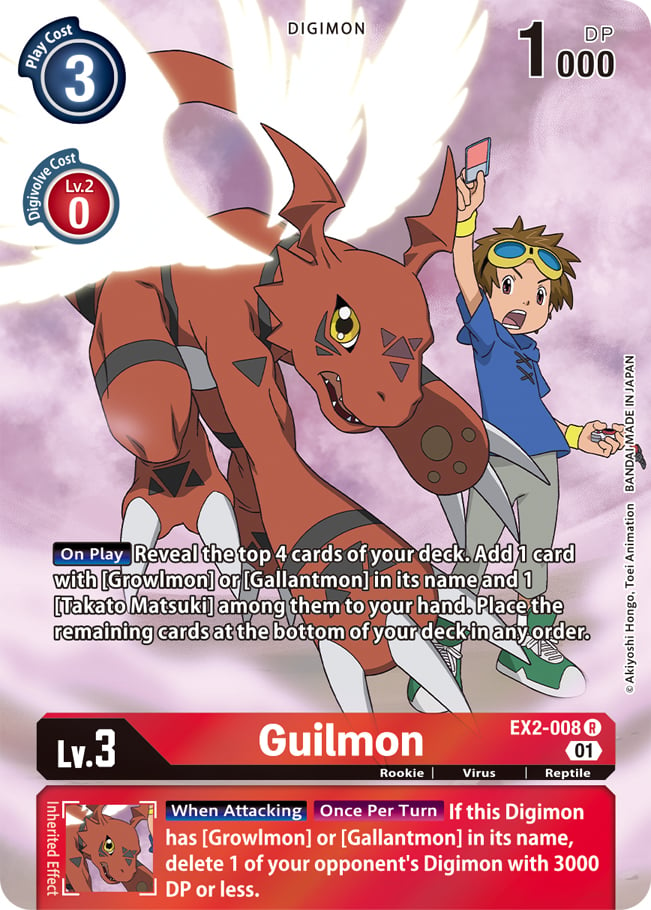 Play Cost
3
DIGIMON
DP
1000
Digivolve Cost
Lv.2
0
BANDAI MADE IN JAPAN
© Akiyoshi Hongo, Toei Animation
On Play Reveal the top 4 cards of your deck. Add 1 card
with [Growlmon] or [Gallantmon] in its name and 1
[Takato Matsuki] among them to your hand. Place the
remaining cards at the bottom of your deck in any order.
Lv.3
Guilmon
EX2-008 R
01
Rookie | Virus | Reptile
Inherited Effect
When Attacking Once Per Turn If this Digimon
has [Growlmon] or [Gallantmon] in its name,
delete 1 of your opponent's Digimon with 3000
DP or less.